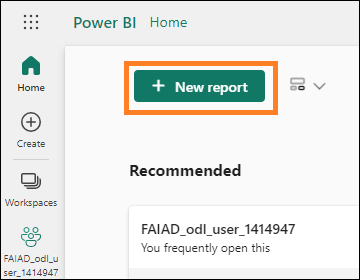 Power BI Home
+ New report
Home
Create
Recommended
Workspaces
FAIAD_odl_user_1414947
You frequently open this
FAIAD_odl_u
ser_1414947